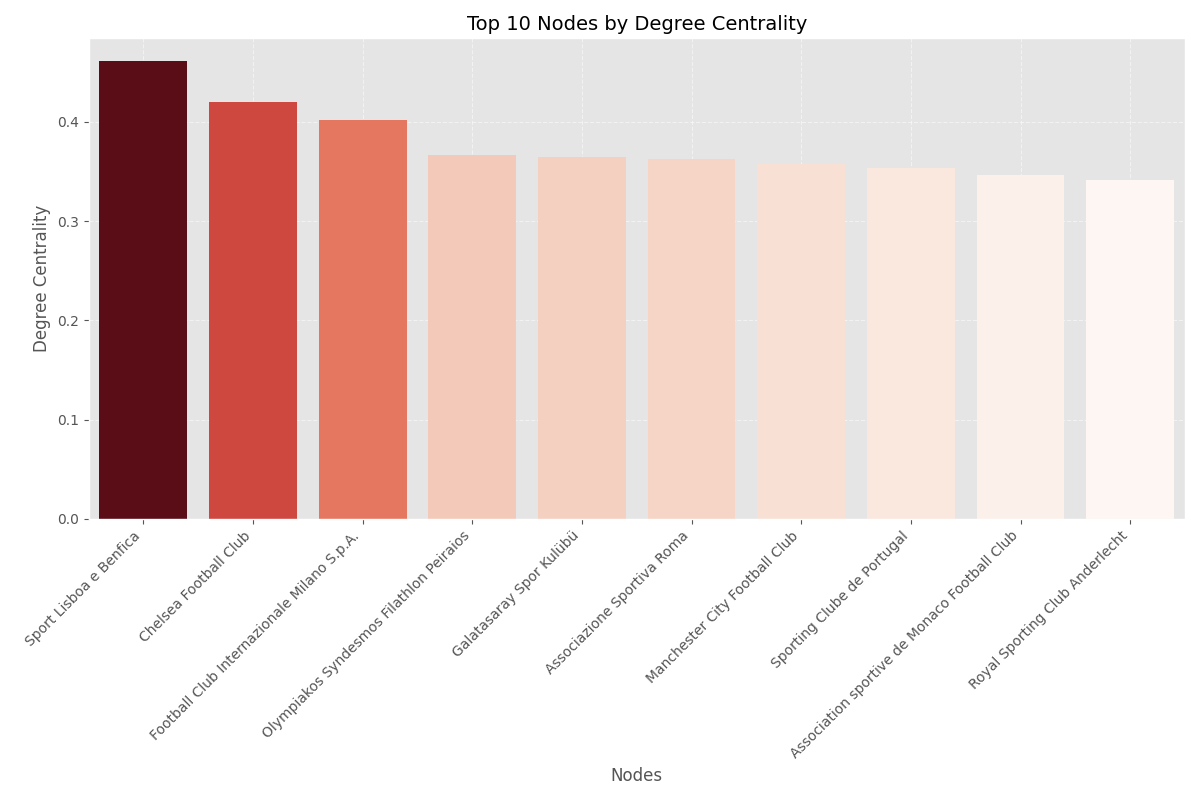 Top 10 Nodes by Degree Centrality
Degree Centrality
0.4
0.3
0.2
0.1
0.0
Sport Lisboa e Benfica
Chelsea Football Club
Football Club Internazionale Milano S.p.A.
Olympiakos Syndesmos Filathlon Peiraios
Galatasaray Spor Kulübü
Associazione Sportiva Roma
Manchester City Football Club
Sporting Clube de Portugal
Association sportive de Monaco Football Club
Royal Sporting Club Anderlecht
Nodes